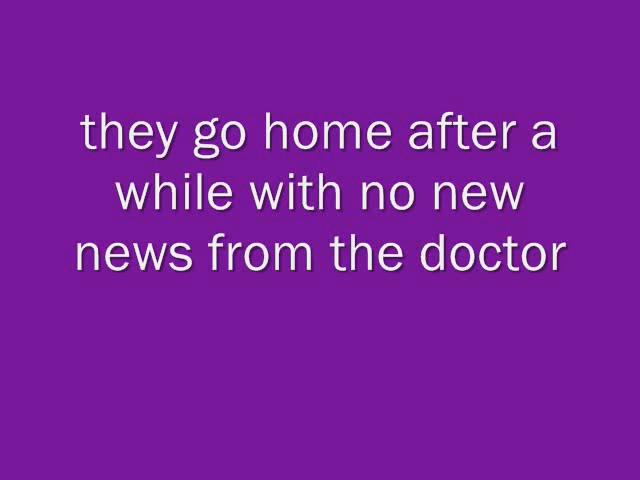 they go home after a
while with no new
news from the doctor